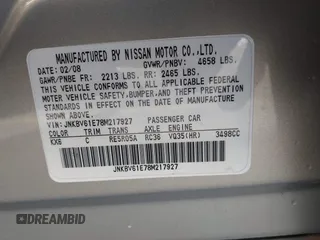 MANUFACTURED BY NISSAN MOTOR CO.,LTD.
02/08 GVWR/PNBV: 4658 LBS.
GAWR/PNBE FR: 2213 LBS. RR: 2465 LBS.
THIS VEHICLE CONFORMS TO ALL APPLICABLE FEDERAL
MOTOR VEHICLE SAFETY,BUMPER,AND THEFT PREVENTION
STANDARDS IN EFFECT ON THE DATE OF MANUFACTURE
SHOWN ABOVE.
VIN: JNKBV61E78M217927 PASSENGER CAR
COLOR TRIM TRANS AXLE ENGINE
KX6 C RE5R05A RC36 VQ35(HR) 3498CC
JNKBV61E78M217927
DREAMBID